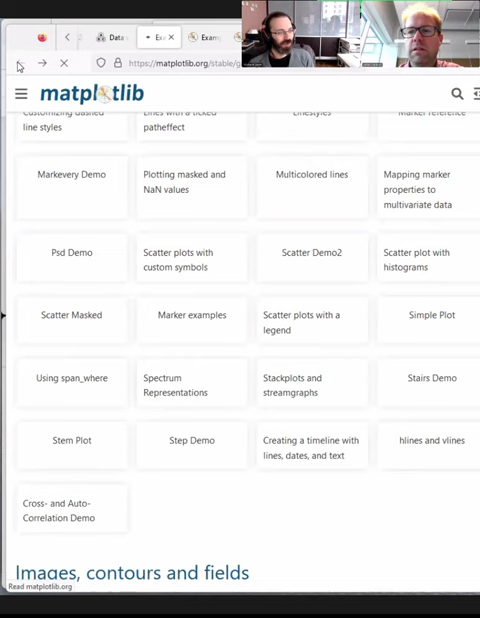 Data
Exa
Examp
https://matplotlib.org/stable/g
matplotlib
Customizing dashed
line styles
Lines with a ticked
patheffect
Linestyles
Marker reference
Markevery Demo
Plotting masked and
NaN values
Multicolored lines
Mapping marker
properties to
multivariate data
Psd Demo
Scatter plots with
custom symbols
Scatter Demo2
Scatter plot with
histograms
Scatter Masked
Marker examples
Scatter plots with a
legend
Simple Plot
Using span_where
Spectrum
Representations
Stackplots and
streamgraphs
Stairs Demo
Stem Plot
Step Demo
Creating a timeline with
lines, dates, and text
hlines and vlines
Cross- and Auto-
Correlation Demo
Images, contours and fields
Read matplotlib.org